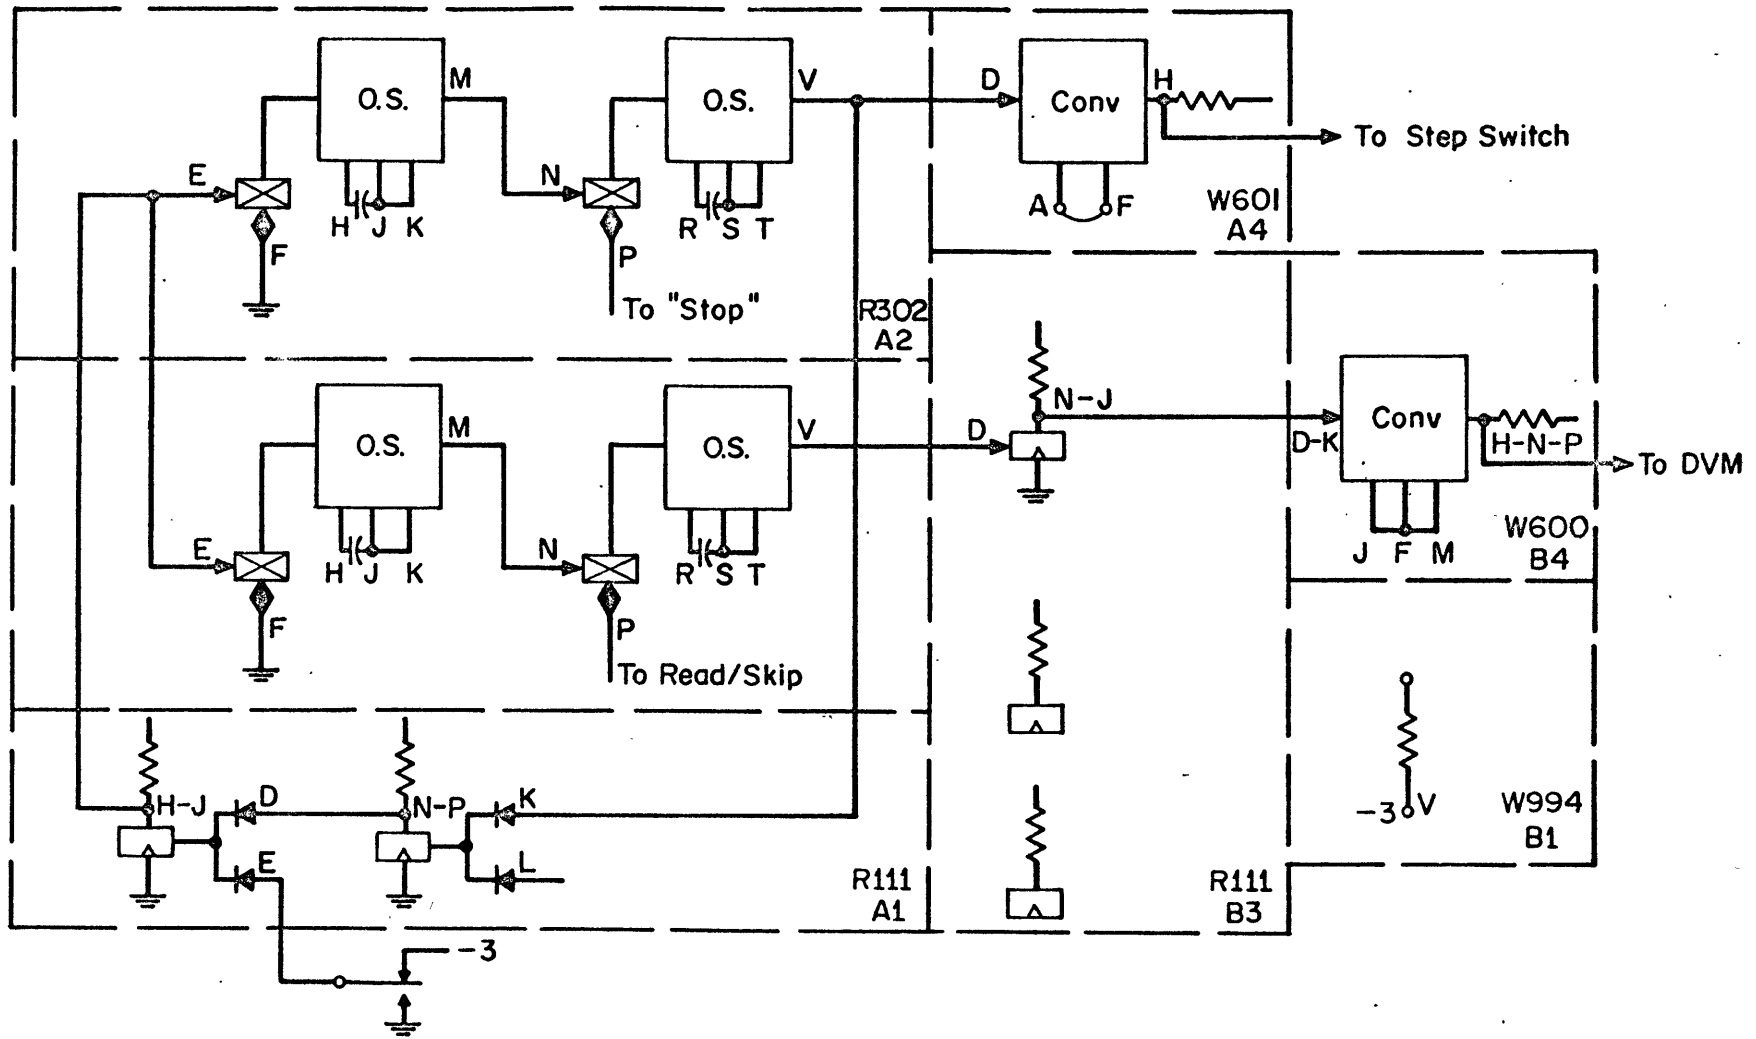 O.S.
M
O.S.
V
D
Conv
H
To Step Switch
E
N
H J K
R S T
A F
W601
A4
F
P
To "Stop"
R302
A2
N-J
O.S.
M
O.S.
V
D
Conv
D-K
H-N-P
To DVM
E
N
H J K
R S T
J F M
W600
B4
F
P
To Read/Skip
H-J
D
N-P
K
E
L
-3
V
W994
B1
R111
A1
R111
B3
-3